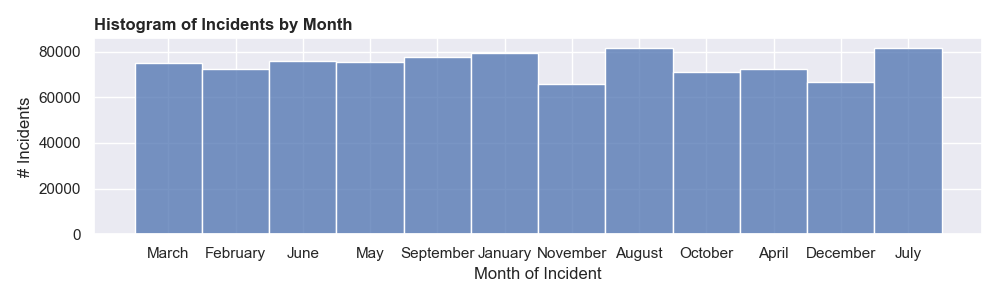 Histogram of Incidents by Month
80000
60000
40000
20000
0
# Incidents
March February June May September January November August October April December July
Month of Incident